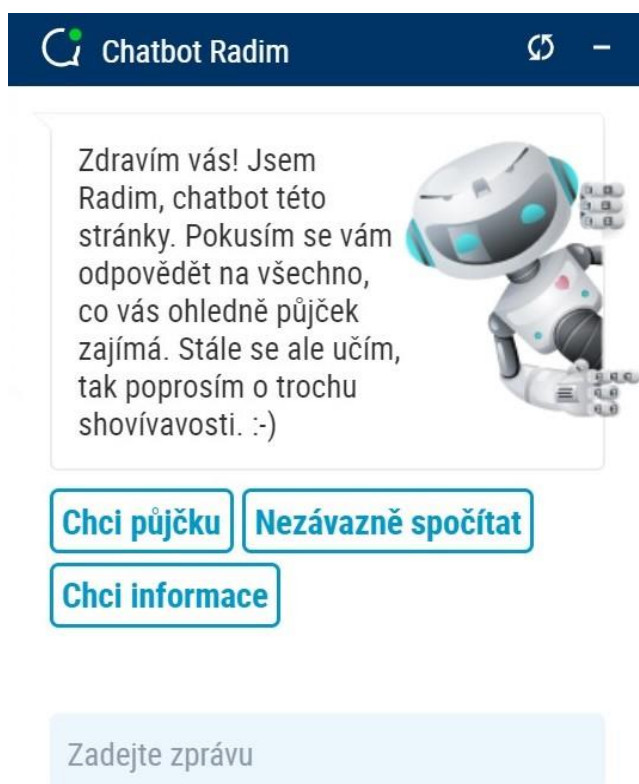 Chatbot Radim
Zdravím vás! Jsem
Radim, chatbot této
stránky. Pokusím se vám
odpovědět na všechno,
co vás ohledně půjček
zajímá. Stále se ale učím,
tak poprosím o trochu
shovívavosti. :-)
Chci půjčku Nezávazně spočítat
Chci informace
Zadejte zprávu